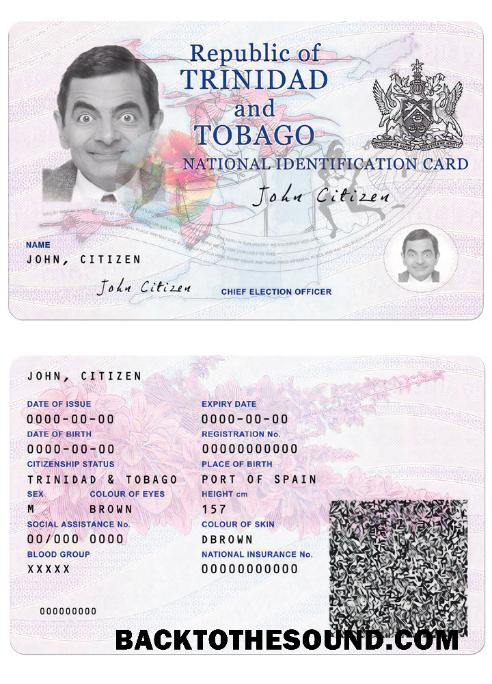 Republic of
TRINIDAD
and
TOBAGO
NATIONAL IDENTIFICATION CARD
John Citizen
NAME
JOHN, CITIZEN
John Citizen
CHIEF ELECTION OFFICER
JOHN, CITIZEN
DATE OF ISSUE EXPIRY DATE
0000-00-00 0000-00-00
DATE OF BIRTH REGISTRATION No.
0000-00-00 00000000000
CITIZENSHIP STATUS PLACE OF BIRTH
TRINIDAD & TOBAGO PORT OF SPAIN
SEX COLOUR OF EYES HEIGHT cm
M BROWN 157
SOCIAL ASSISTANCE No. COLOUR OF SKIN
00/000 0000 DBROWN
BLOOD GROUP NATIONAL INSURANCE No.
XXXXX 00000000000
000000000
BACKTOTHESOUND.COM